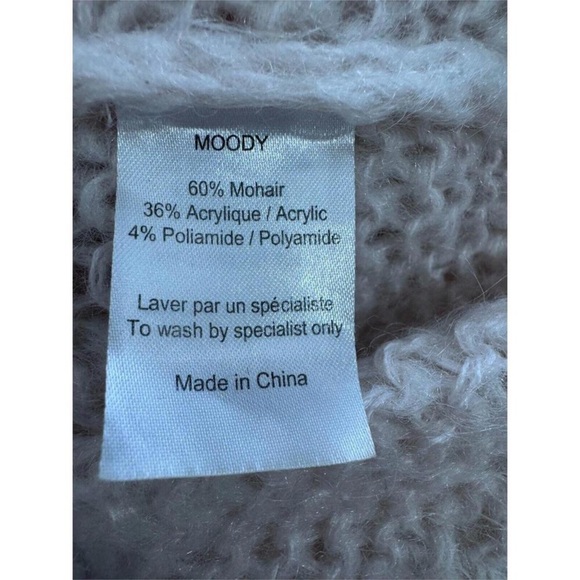 MOODY
60% Mohair
36% Acrylique / Acrylic
4% Poliamide / Polyamide
Laver par un spécialiste
To wash by specialist only
Made in China